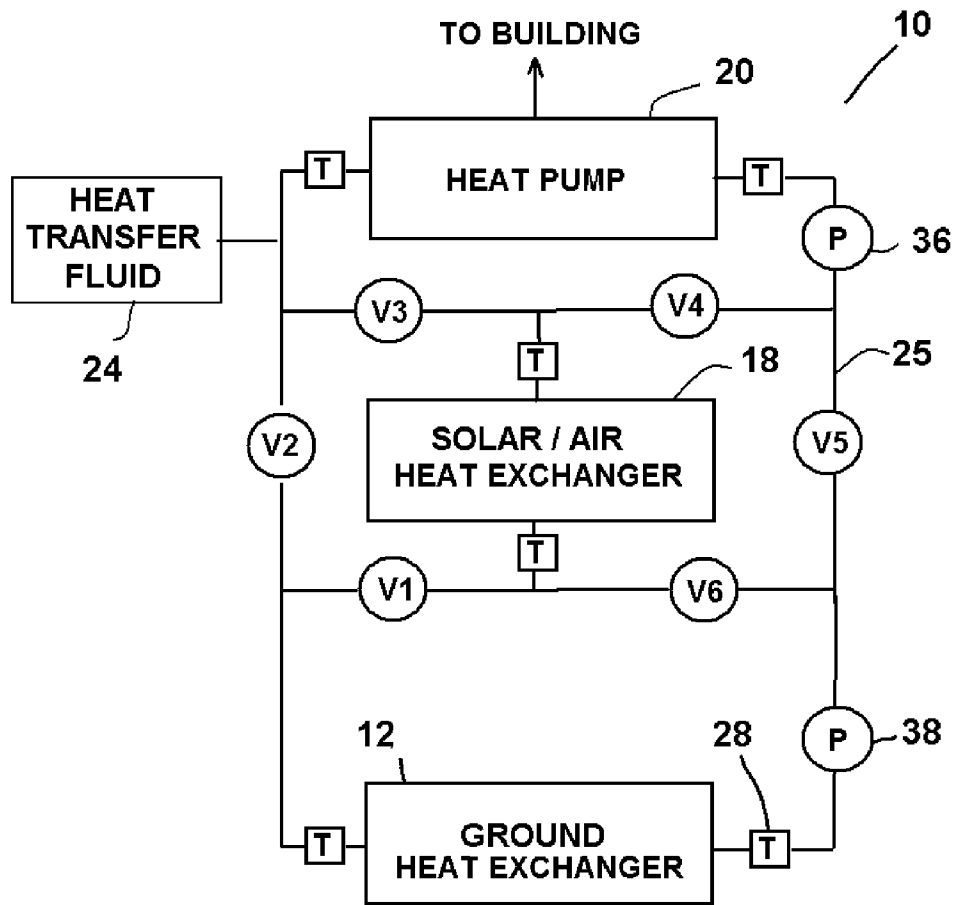 TO BUILDING
10
20
T
HEAT PUMP
T
HEAT
TRANSFER
FLUID
P
36
24
V3
V4
T
18
25
V2
SOLAR / AIR
HEAT EXCHANGER
V5
T
V1
V6
12
28
P
38
T
GROUND
HEAT EXCHANGER
T